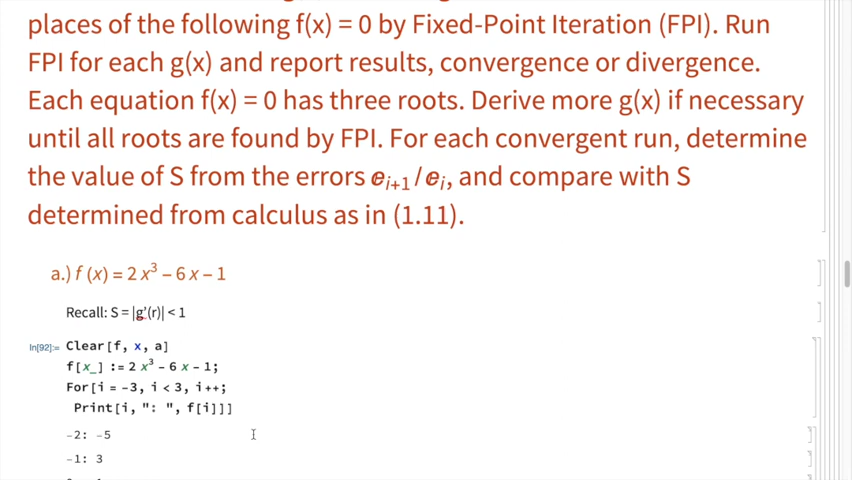 places of the following f(x) = 0 by Fixed-Point Iteration (FPI). Run
FPI for each g(x) and report results, convergence or divergence.
Each equation f(x) = 0 has three roots. Derive more g(x) if necessary
until all roots are found by FPI. For each convergent run, determine
the value of S from the errors eᵢ₊₁/eᵢ, and compare with S
determined from calculus as in (1.11).
a.) f (x) = 2 x³ – 6 x – 1
Recall: S = |g'(r)| < 1
In[92]:= Clear[f, x, a]
f[x_] := 2 x³ - 6 x - 1;
For[i = -3, i < 3, i++;
Print[i, ": ", f[i]]]
-2: -5
-1: 3